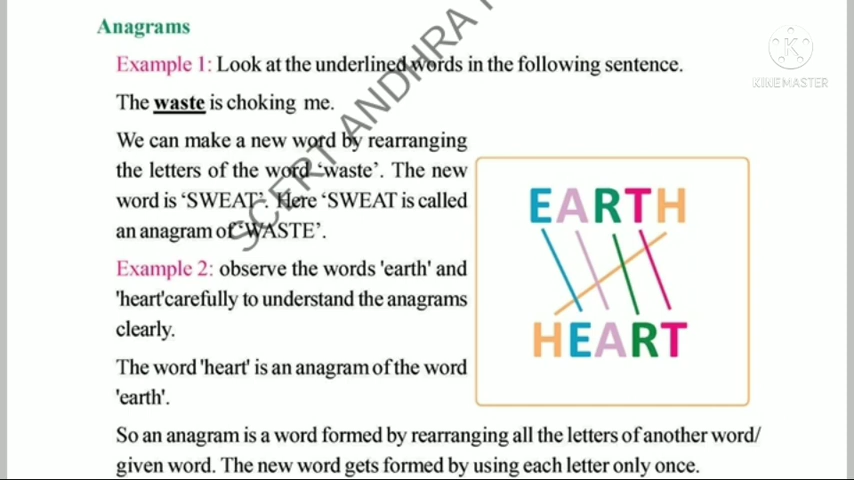 Anagrams
KINEMASTER
Example 1: Look at the underlined words in the following sentence.
The waste is choking me.
We can make a new word by rearranging
the letters of the word 'waste'. The new
word is 'SWEAT'. Here 'SWEAT is called
an anagram of 'WASTE'.
Example 2: observe the words 'earth' and
'heart'carefully to understand the anagrams
clearly.
The word 'heart' is an anagram of the word
'earth'.
EARTH
HEART
So an anagram is a word formed by rearranging all the letters of another word/
given word. The new word gets formed by using each letter only once.
SCERT ANDHRA